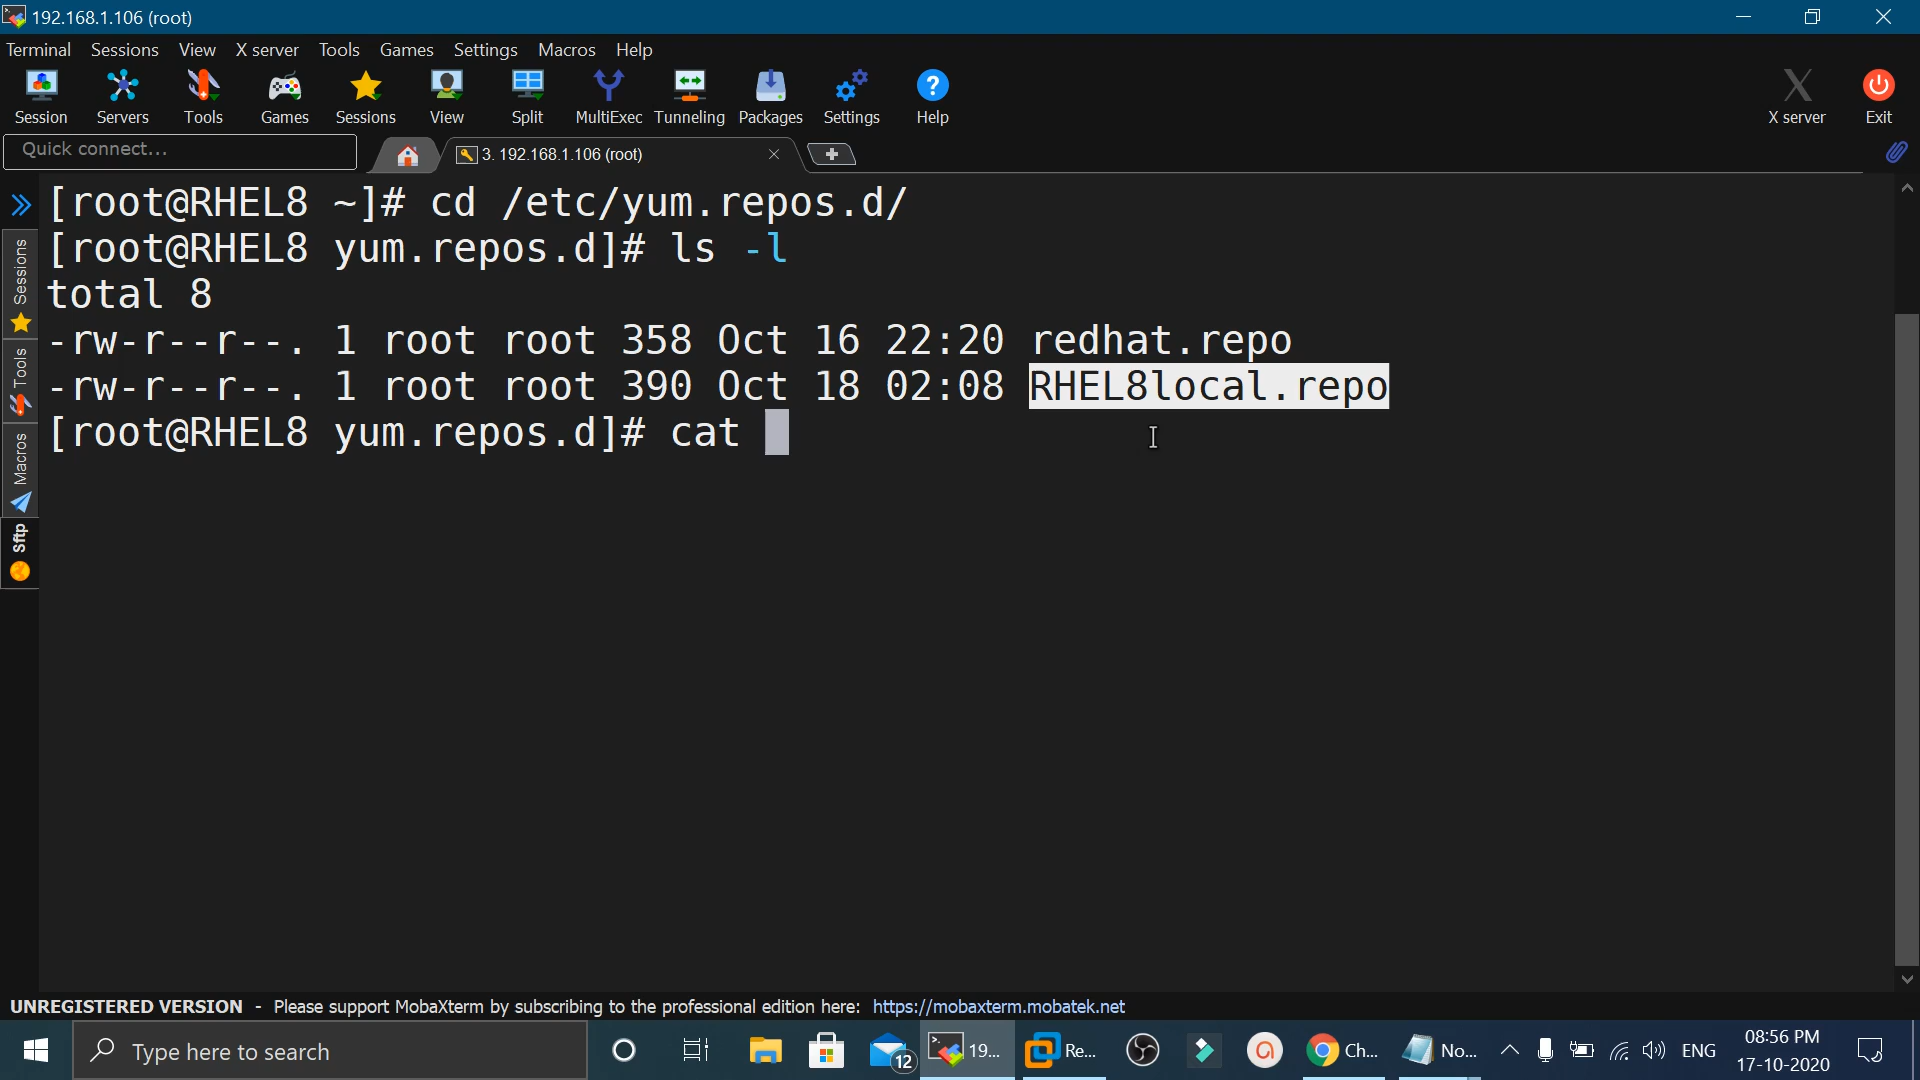 192.168.1.106 (root)
Terminal Sessions View X server Tools Games Settings Macros Help
Session Servers Tools Games Sessions View Split MultiExec Tunneling Packages Settings Help X server Exit
Quick connect...
3. 192.168.1.106 (root)
[root@RHEL8 ~]# cd /etc/yum.repos.d/
[root@RHEL8 yum.repos.d]# ls -l
total 8
-rw-r--r--. 1 root root 358 Oct 16 22:20 redhat.repo
-rw-r--r--. 1 root root 390 Oct 18 02:08 RHEL8local.repo
[root@RHEL8 yum.repos.d]# cat
Sessions
Tools
Macros
Sftp
UNREGISTERED VERSION - Please support MobaXterm by subscribing to the professional edition here: https://mobaxterm.mobatek.net
Type here to search
12
19...
Re...
Ch...
No...
ENG
08:56 PM
17-10-2020